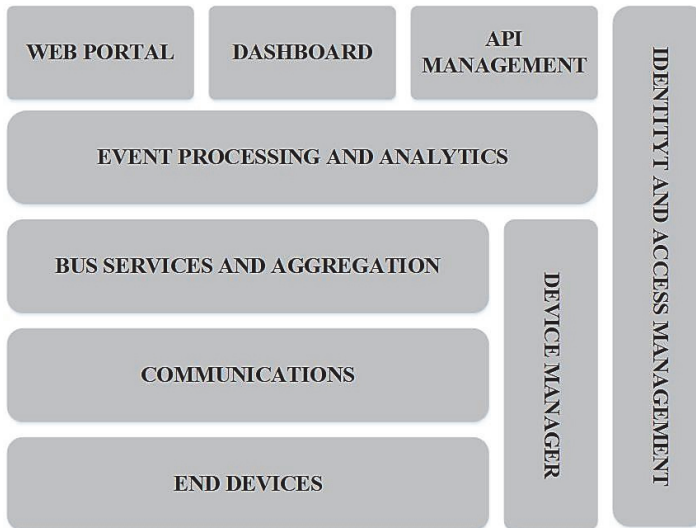 WEB PORTAL
DASHBOARD
API
MANAGEMENT
EVENT PROCESSING AND ANALYTICS
BUS SERVICES AND AGGREGATION
COMMUNICATIONS
END DEVICES
DEVICE MANAGER
IDENTITYT AND ACCESS MANAGEMENT